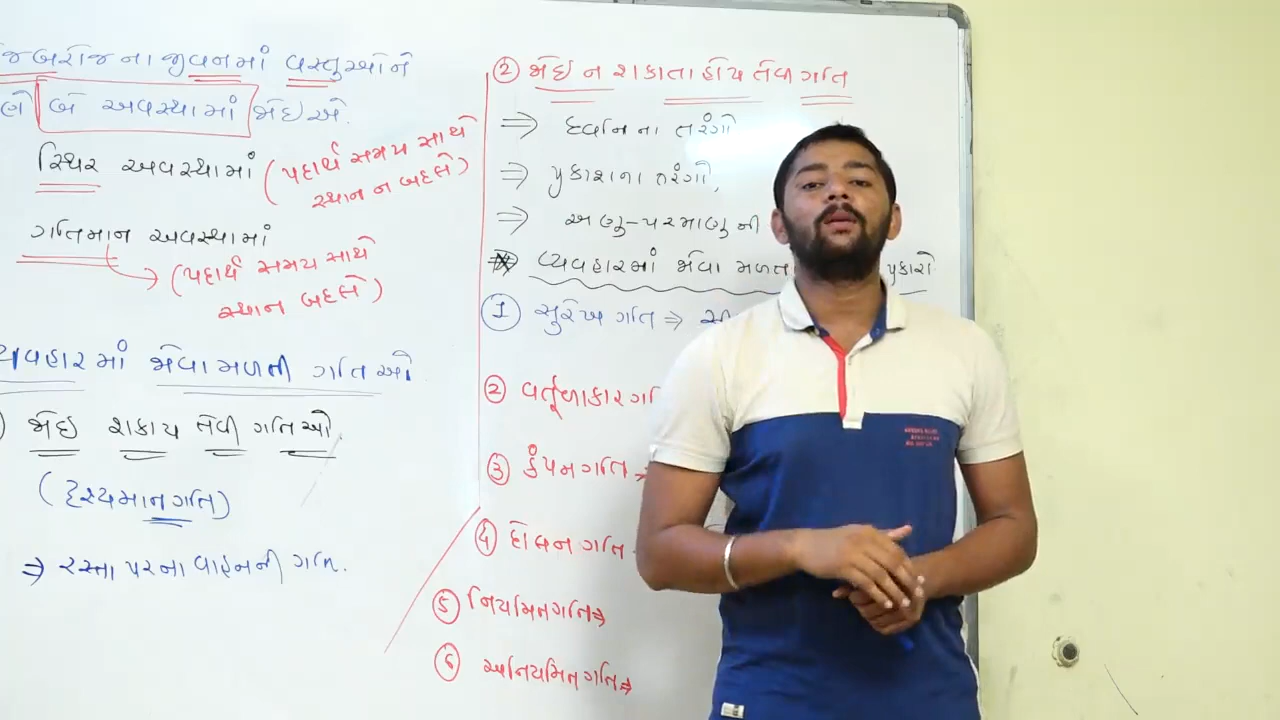 જબરોજ ના જીવનમાં વસ્તુઓને
બે અવસ્થામાં જોઇએ.
સ્થિર અવસ્થામાં (પદાર્થ સમય સાથે
સ્થાન ન બદલે)
ગતિમાન અવસ્થામાં
(પદાર્થ સમય સાથે
સ્થાન બદલે)
વ્યવહારમાં જોવા મળતી ગતિઓ
જોઇ શકાય તેવી ગતિઓ
(દ્રશ્યમાન ગતિ)
⇒ રસ્તા પરના વાહનની ગતિ.
② જોઇ ન શકાતા હોય તેવી ગતિ
⇒ ધ્વનિ ના તરંગો
⇒ પ્રકાશના તરંગો,
⇒ અણુ-પરમાણુ ની
* વ્યવહારમાં જોવા મળત પ્રકારો
① સુરેખ ગતિ ⇒ સી
② વર્તૂળાકાર ગ
③ કંપન ગતિ →
④ દોલન ગતિ
⑤ નિયમિત ગતિ ⇒
⑥ અનિયમિત ગતિ ⇒